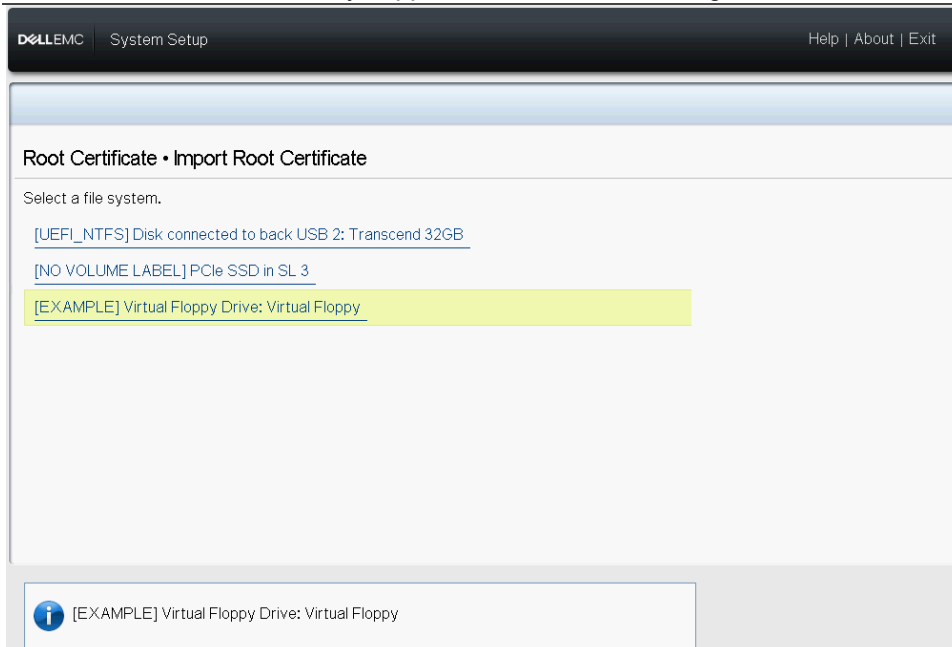 DELLEMC System Setup Help | About | Exit
Root Certificate • Import Root Certificate
Select a file system.
[UEFI_NTFS] Disk connected to back USB 2: Transcend 32GB
[NO VOLUME LABEL] PCIe SSD in SL 3
[EXAMPLE] Virtual Floppy Drive: Virtual Floppy
[EXAMPLE] Virtual Floppy Drive: Virtual Floppy